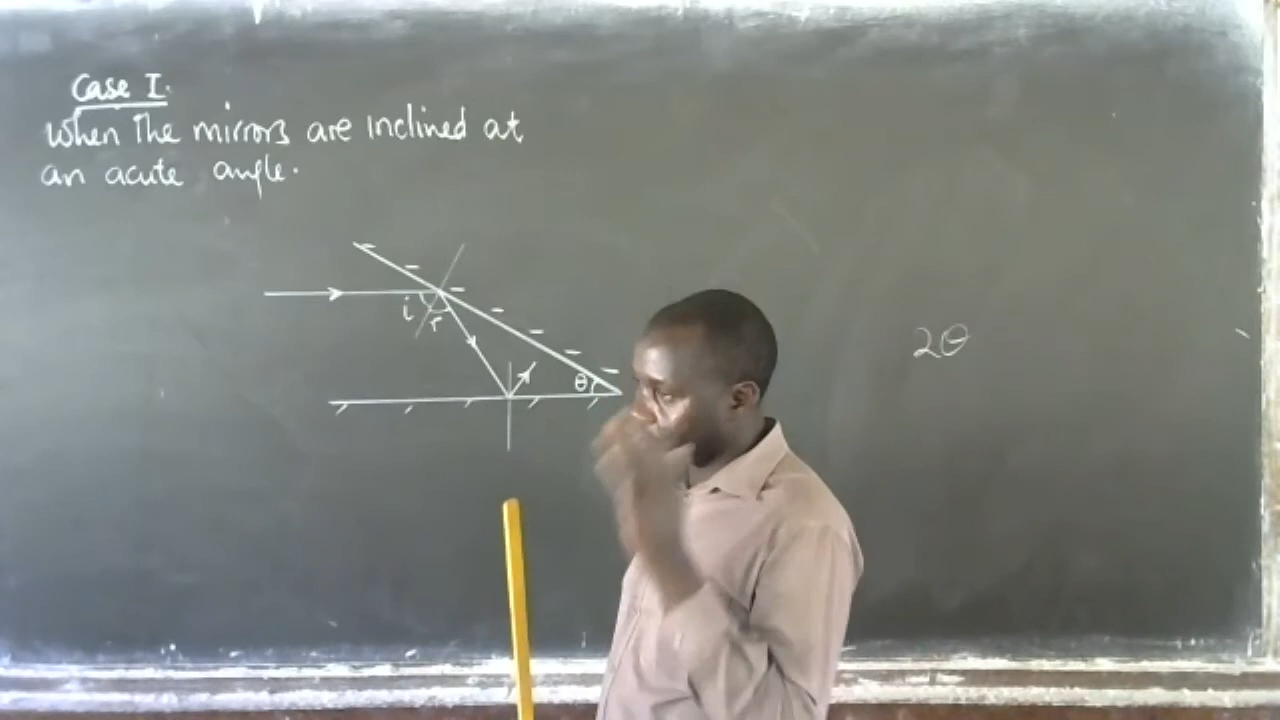 Case I.
When the mirrors are inclined at
an acute angle.
i
r
θ
2θ